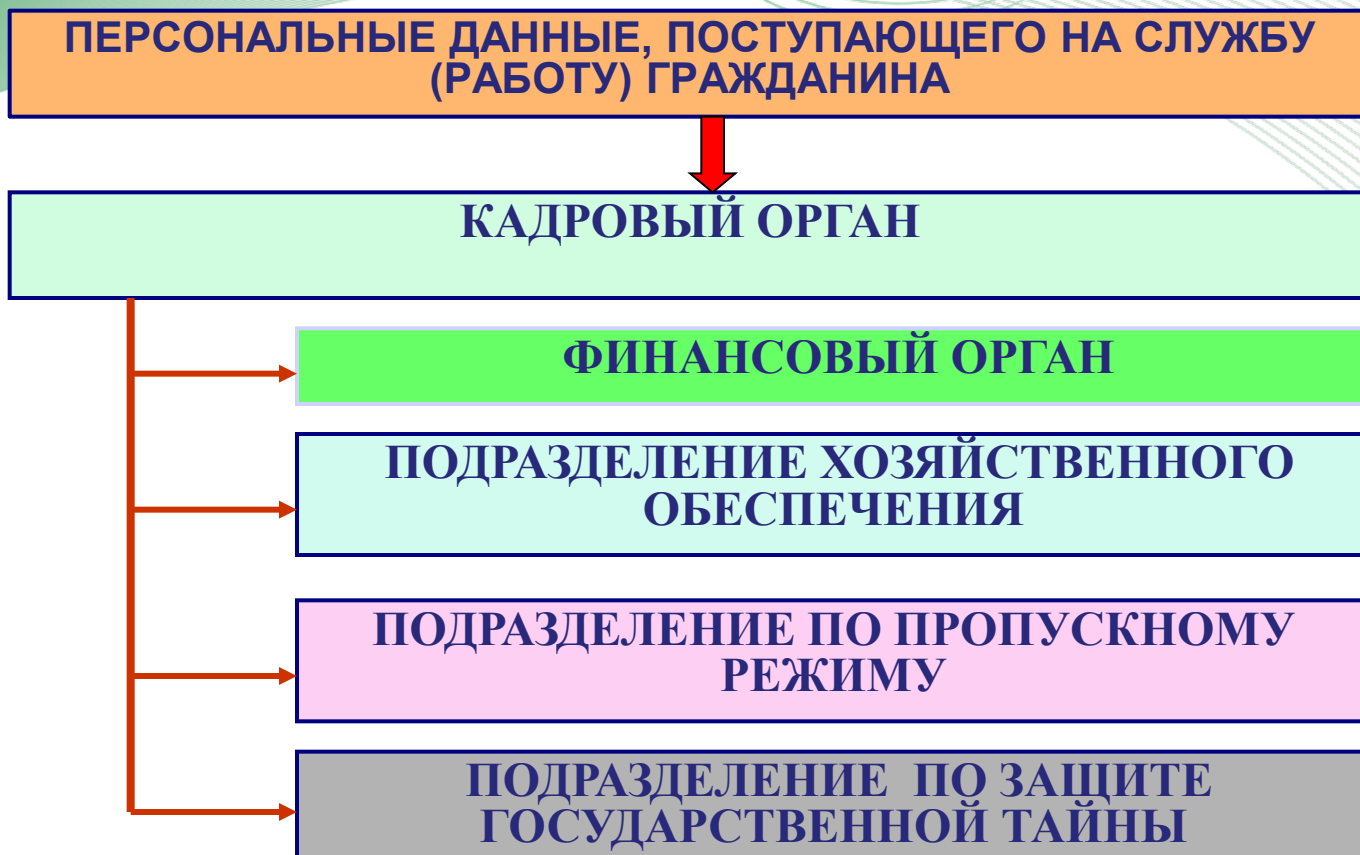 ПЕРСОНАЛЬНЫЕ ДАННЫЕ, ПОСТУПАЮЩЕГО НА СЛУЖБУ
(РАБОТУ) ГРАЖДАНИНА
КАДРОВЫЙ ОРГАН
ФИНАНСОВЫЙ ОРГАН
ПОДРАЗДЕЛЕНИЕ ХОЗЯЙСТВЕННОГО
ОБЕСПЕЧЕНИЯ
ПОДРАЗДЕЛЕНИЕ ПО ПРОПУСКНОМУ
РЕЖИМУ
ПОДРАЗДЕЛЕНИЕ ПО ЗАЩИТЕ
ГОСУДАРСТВЕННОЙ ТАЙНЫ